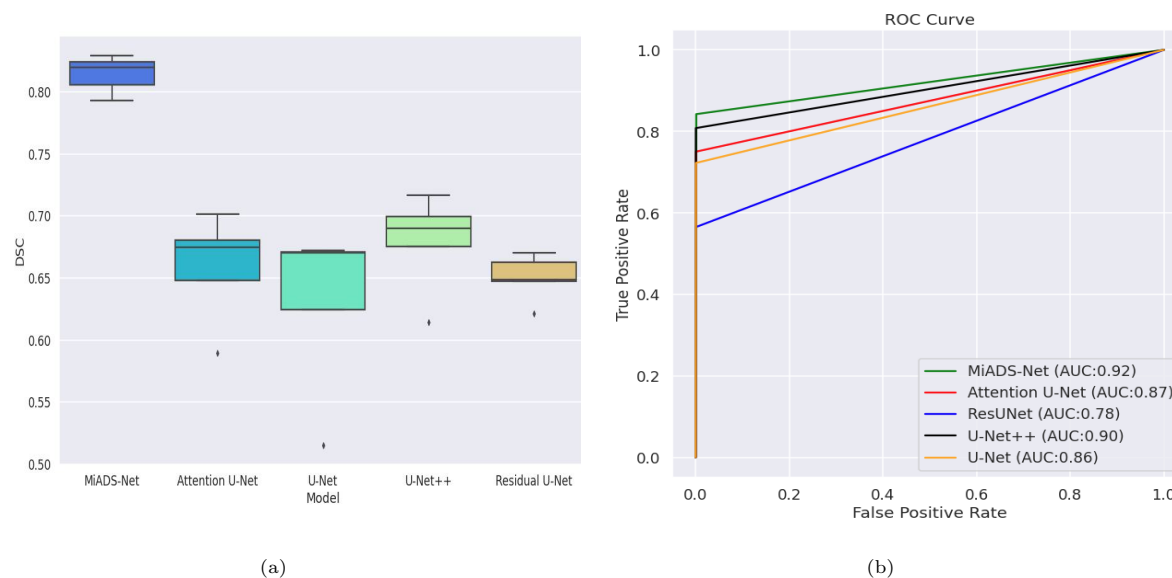 0.80
0.75
0.70
0.65
0.60
0.55
0.50
DSC
MiADS-Net
Attention U-Net
U-Net
U-Net++
Residual U-Net
Model
(a)
ROC Curve
1.0
0.8
0.6
0.4
0.2
0.0
True Positive Rate
MiADS-Net (AUC:0.92)
Attention U-Net (AUC:0.87)
ResUNet (AUC:0.78)
U-Net++ (AUC:0.90)
U-Net (AUC:0.86)
0.0 0.2 0.4 0.6 0.8 1.0
False Positive Rate
(b)